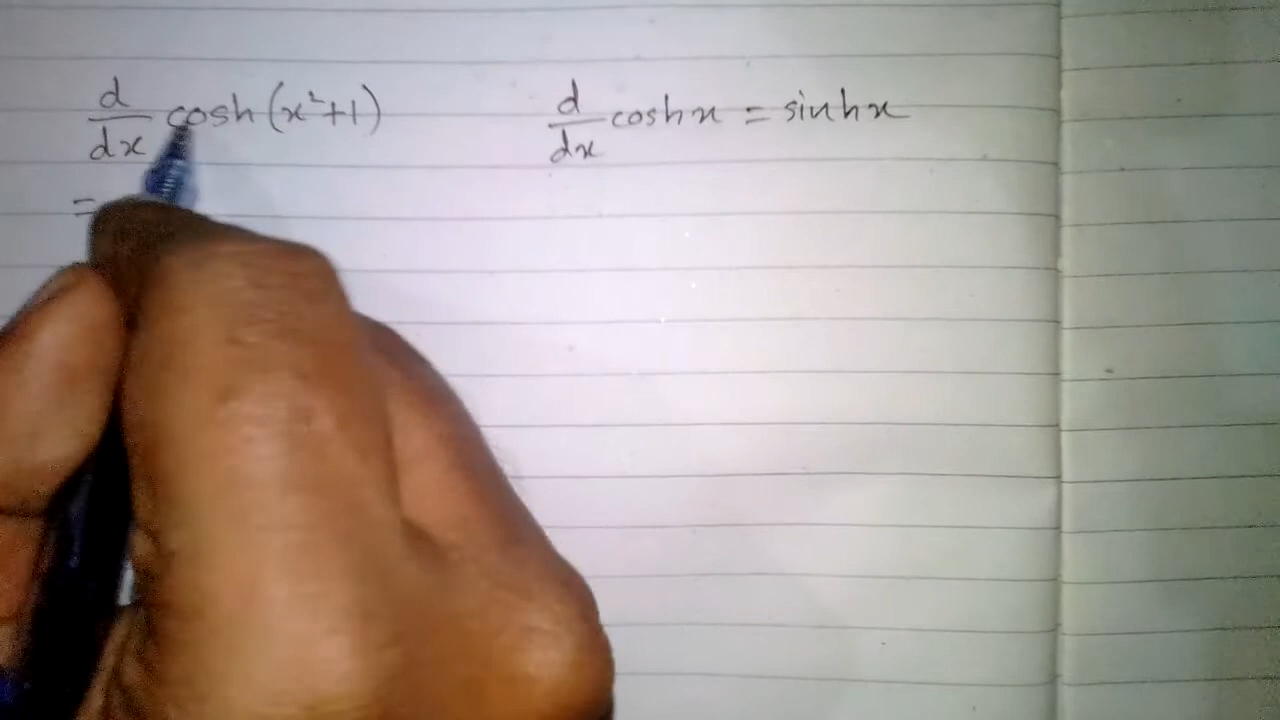 d/dx cosh(x²+1)
d/dx coshx = sinhx
=